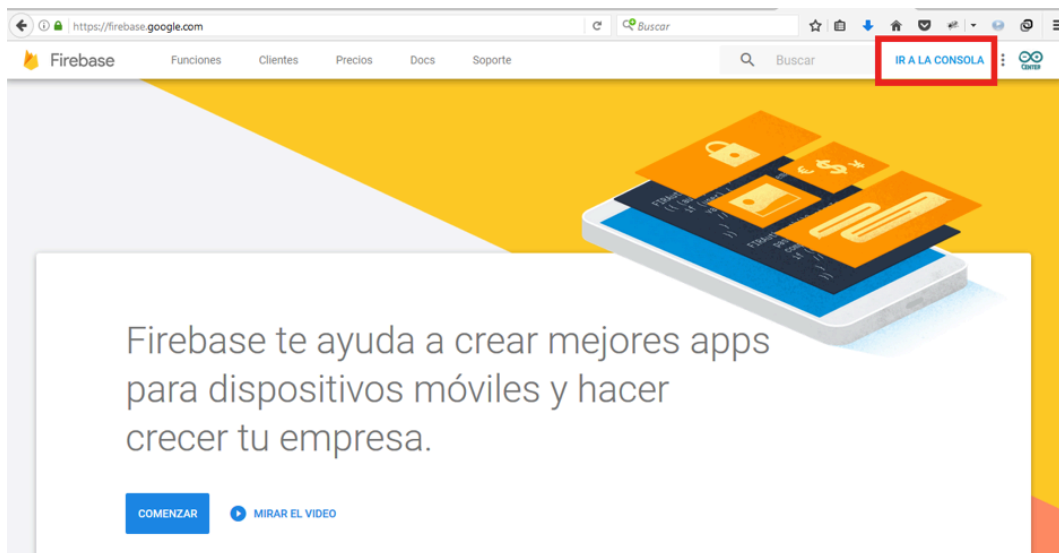 https://firebase.google.com
Buscar
Firebase
Funciones
Clientes
Precios
Docs
Soporte
Buscar
IR A LA CONSOLA
CENTER
Firebase te ayuda a crear mejores apps
para dispositivos móviles y hacer
crecer tu empresa.
COMENZAR
MIRAR EL VIDEO